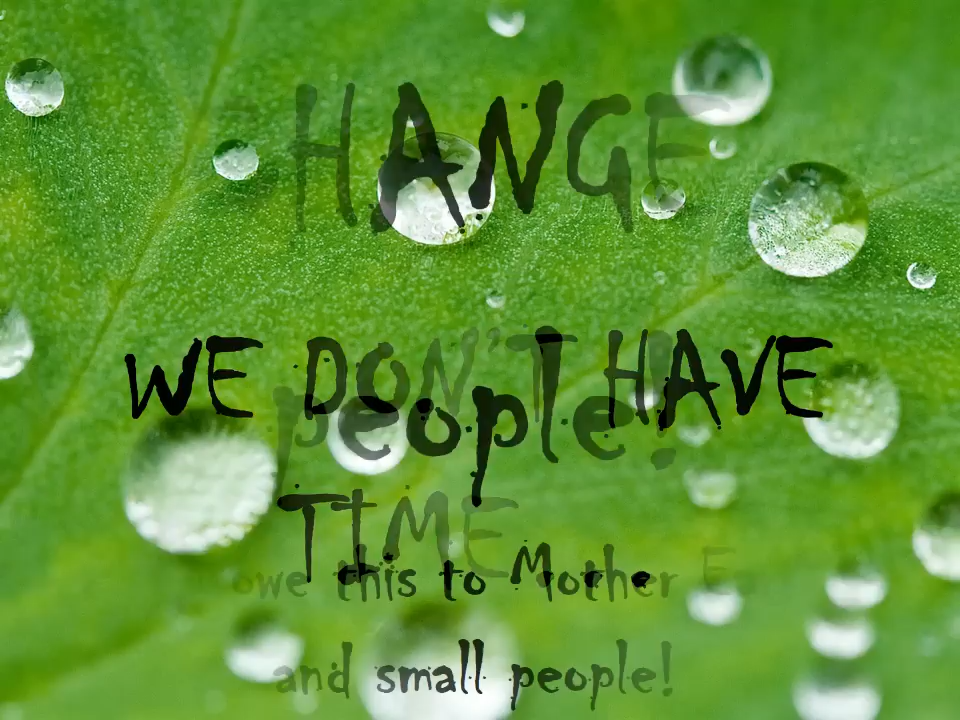 HANGE
WE DON'T HAVE
people!
TIME
owe this to Mother E
and small people!